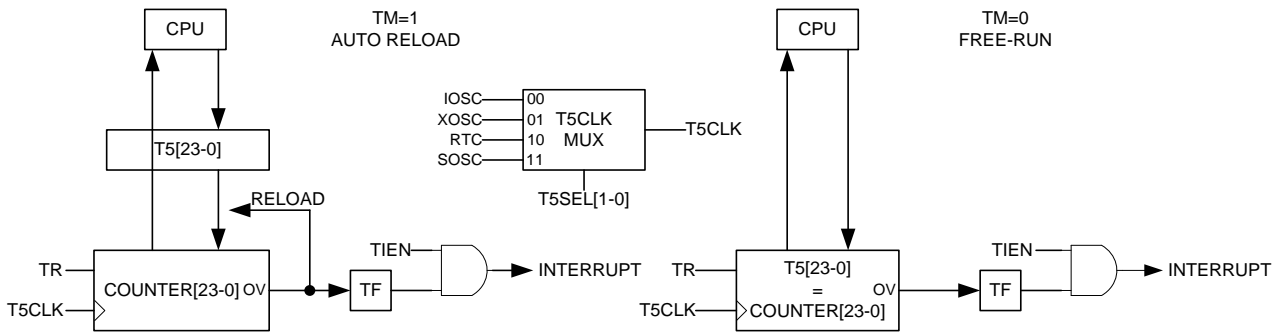 CPU
TM=1
AUTO RELOAD
TM=0
FREE-RUN
CPU
IOSC 00
XOSC 01
RTC 10
SOSC 11
T5CLK
MUX
T5CLK
T5SEL[1-0]
T5[23-0]
RELOAD
TR
T5CLK
COUNTER[23-0] OV
TF
TIEN
INTERRUPT
TR
T5CLK
T5[23-0]
=
COUNTER[23-0]
OV
TF
TIEN
INTERRUPT